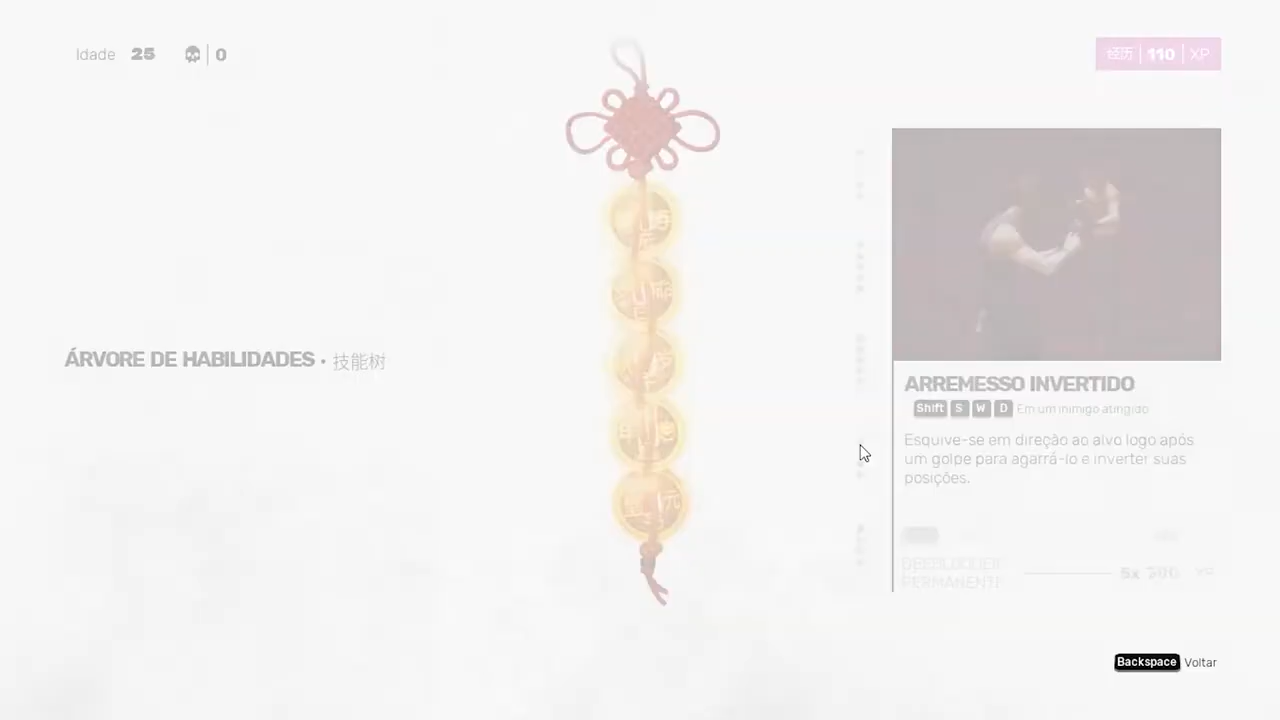 Idade 25 0
经历 110 XP
ÁRVORE DE HABILIDADES • 技能树
ARREMESSO INVERTIDO
Shift S W D Em um inimigo atingido
Esquive-se em direção ao alvo logo após
um golpe para agarrá-lo e inverter suas
posições.
PERMANENTE 5x
Backspace Voltar